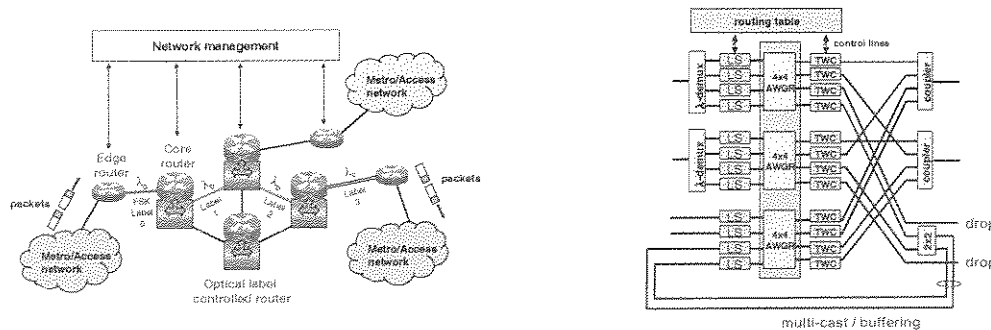 Network management
Metro/Access
network
Edge
router
Core
router
packets
λ0
FSK
Label
0
Label
1
Label
2
Label
3
packets
Metro/Access
network
Metro/Access
network
Optical label
controlled router
routing table
control lines
λ-demux
LS
LS
LS
LS
4x4
AWGR
TWC
TWC
TWC
TWC
coupler
λ-demux
LS
LS
LS
LS
4x4
AWGR
TWC
TWC
TWC
TWC
coupler
LS
LS
LS
LS
4x4
AWGR
TWC
TWC
TWC
TWC
2x2
drop
drop
multi-cast / buffering